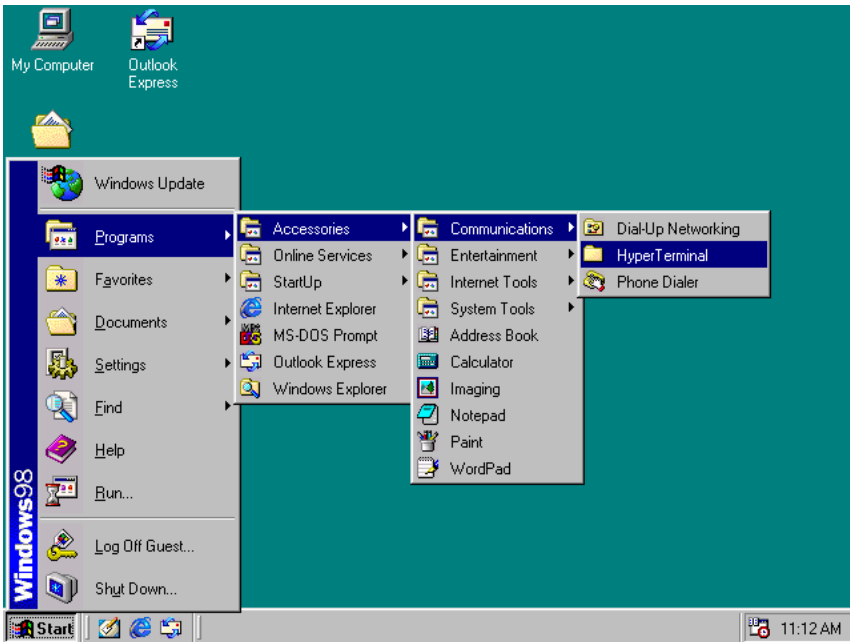 My Computer
Outlook
Express
Windows Update
Programs
Favorites
Documents
Settings
Find
Help
Run...
Log Off Guest...
Shut Down...
Windows98
Accessories
Online Services
StartUp
Internet Explorer
MS-DOS Prompt
Outlook Express
Windows Explorer
Communications
Entertainment
Internet Tools
System Tools
Address Book
Calculator
Imaging
Notepad
Paint
WordPad
Dial-Up Networking
HyperTerminal
Phone Dialer
Start
11:12 AM